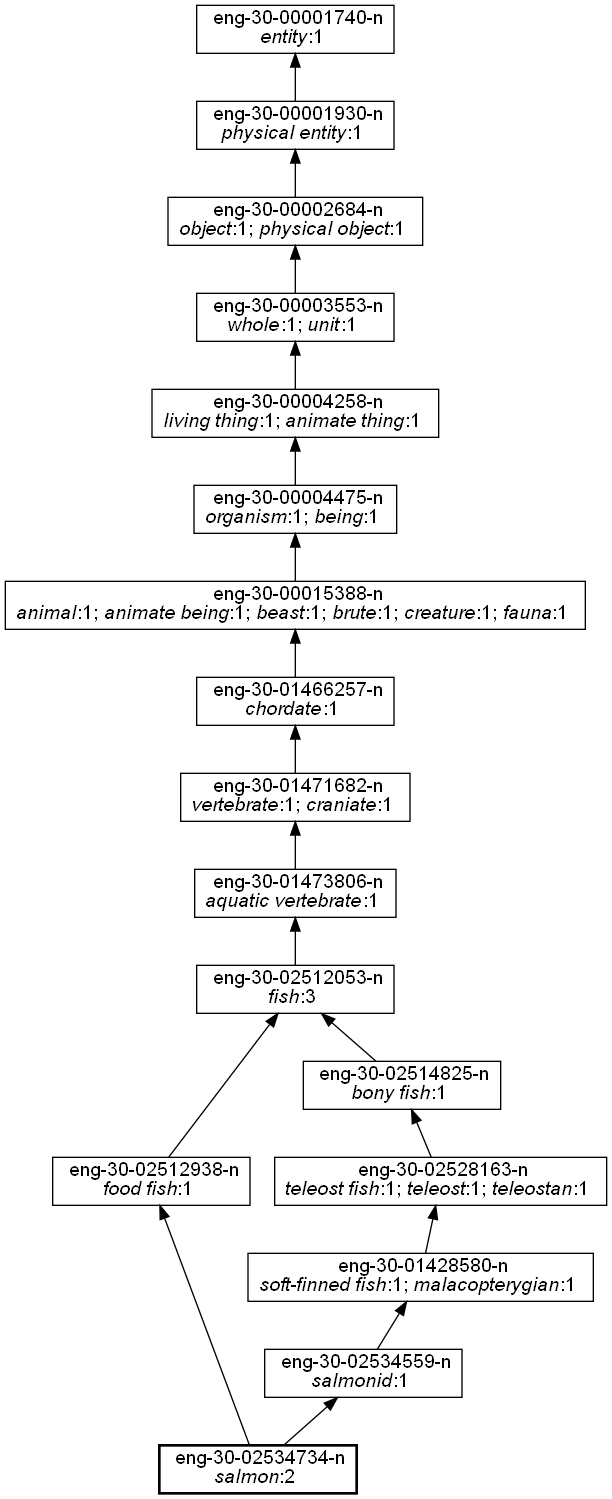 eng-30-00001740-n
entity:1
eng-30-00001930-n
physical entity:1
eng-30-00002684-n
object:1; physical object:1
eng-30-00003553-n
whole:1; unit:1
eng-30-00004258-n
living thing:1; animate thing:1
eng-30-00004475-n
organism:1; being:1
eng-30-00015388-n
animal:1; animate being:1; beast:1; brute:1; creature:1; fauna:1
eng-30-01466257-n
chordate:1
eng-30-01471682-n
vertebrate:1; craniate:1
eng-30-01473806-n
aquatic vertebrate:1
eng-30-02512053-n
fish:3
eng-30-02514825-n
bony fish:1
eng-30-02512938-n
food fish:1
eng-30-02528163-n
teleost fish:1; teleost:1; teleostan:1
eng-30-01428580-n
soft-finned fish:1; malacopterygian:1
eng-30-02534559-n
salmonid:1
eng-30-02534734-n
salmon:2